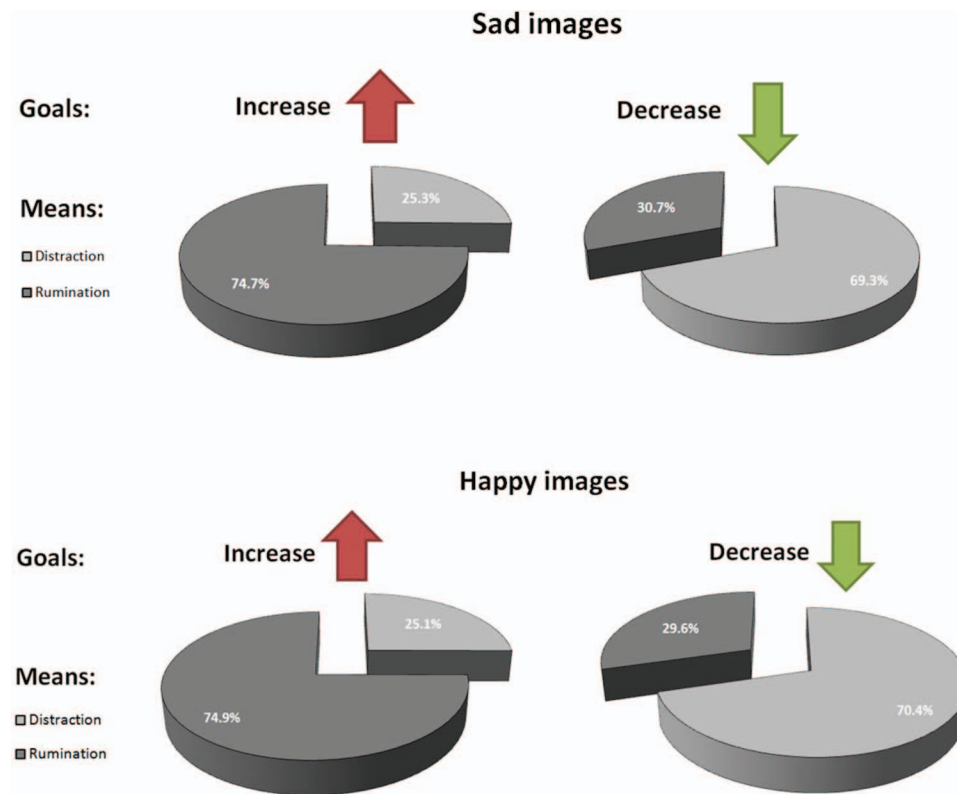 Sad images
Goals:
Increase
Decrease
Means:
Distraction
Rumination
25.3%
74.7%
30.7%
69.3%
Happy images
Goals:
Increase
Decrease
Means:
Distraction
Rumination
25.1%
74.9%
29.6%
70.4%